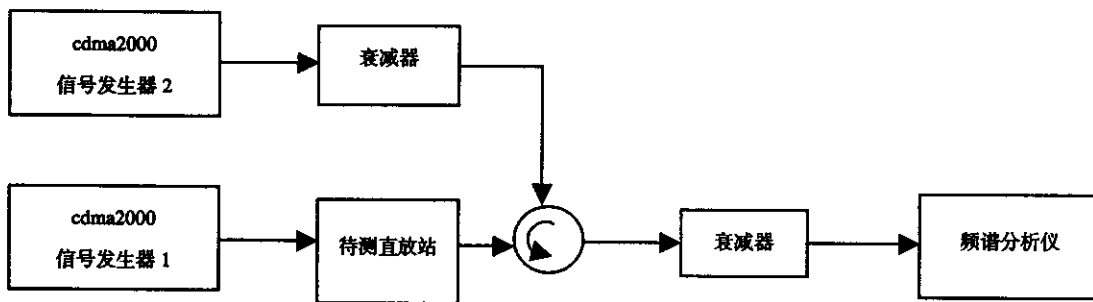 cdma2000
信号发生器 2
衰减器
cdma2000
信号发生器 1
待测直放站
衰减器
频谱分析仪